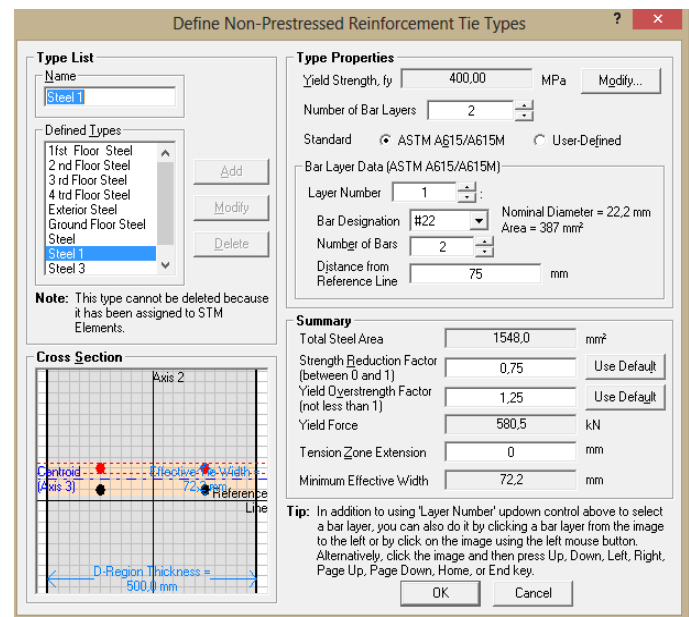 Define Non-Prestressed Reinforcement Tie Types
?
×
Type List
Name
Steel 1
Defined Types
1fst Floor Steel
2 nd Floor Steel
3 rd Floor Steel
4 trd Floor Steel
Exterior Steel
Ground Floor Steel
Steel
Steel 1
Steel 3
Add
Modify
Delete
Note: This type cannot be deleted because
it has been assigned to STM
Elements.
Cross Section
Axis 2
Centroid
(Axis 3)
Effective Tie Width =
72,2 mm
Reference
Line
D-Region Thickness =
500,0 mm
Type Properties
Yield Strength, fy 400,00 MPa Modify...
Number of Bar Layers 2
Standard ASTM A615/A615M User-Defined
Bar Layer Data (ASTM A615/A615M)
Layer Number 1 :
Bar Designation #22
Nominal Diameter = 22,2 mm
Area = 387 mm²
Number of Bars 2
Distance from
Reference Line 75 mm
Summary
Total Steel Area 1548,0 mm²
Strength Reduction Factor
(between 0 and 1) 0,75 Use Default
Yield Overstrength Factor
(not less than 1) 1,25 Use Default
Yield Force 580,5 kN
Tension Zone Extension 0 mm
Minimum Effective Width 72,2 mm
Tip: In addition to using 'Layer Number' updown control above to select
a bar layer, you can also do it by clicking a bar layer from the image
to the left or by click on the image using the left mouse button.
Alternatively, click the image and then press Up, Down, Left, Right,
Page Up, Page Down, Home, or End key.
OK
Cancel